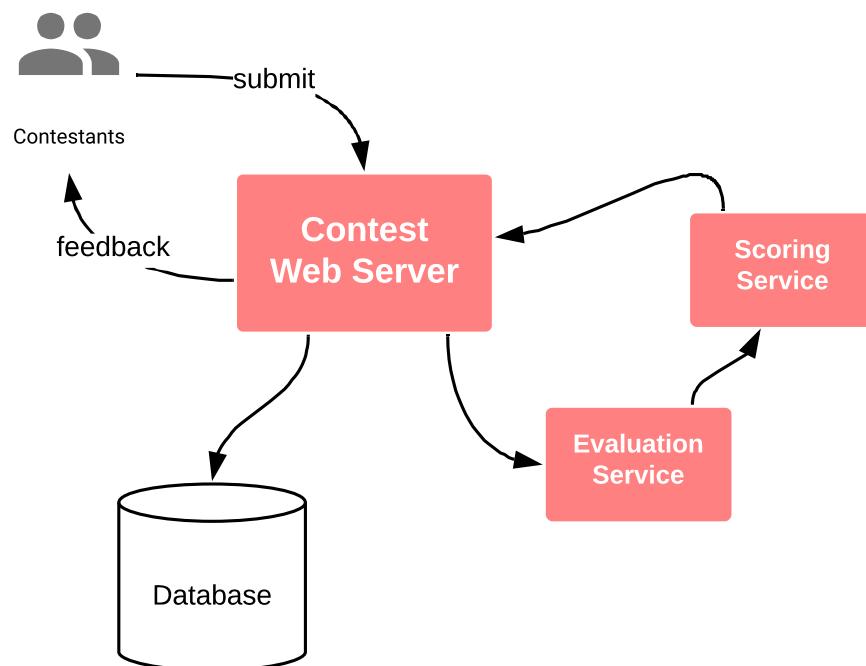 submit
Contestants
feedback
Contest
Web Server
Scoring
Service
Evaluation
Service
Database